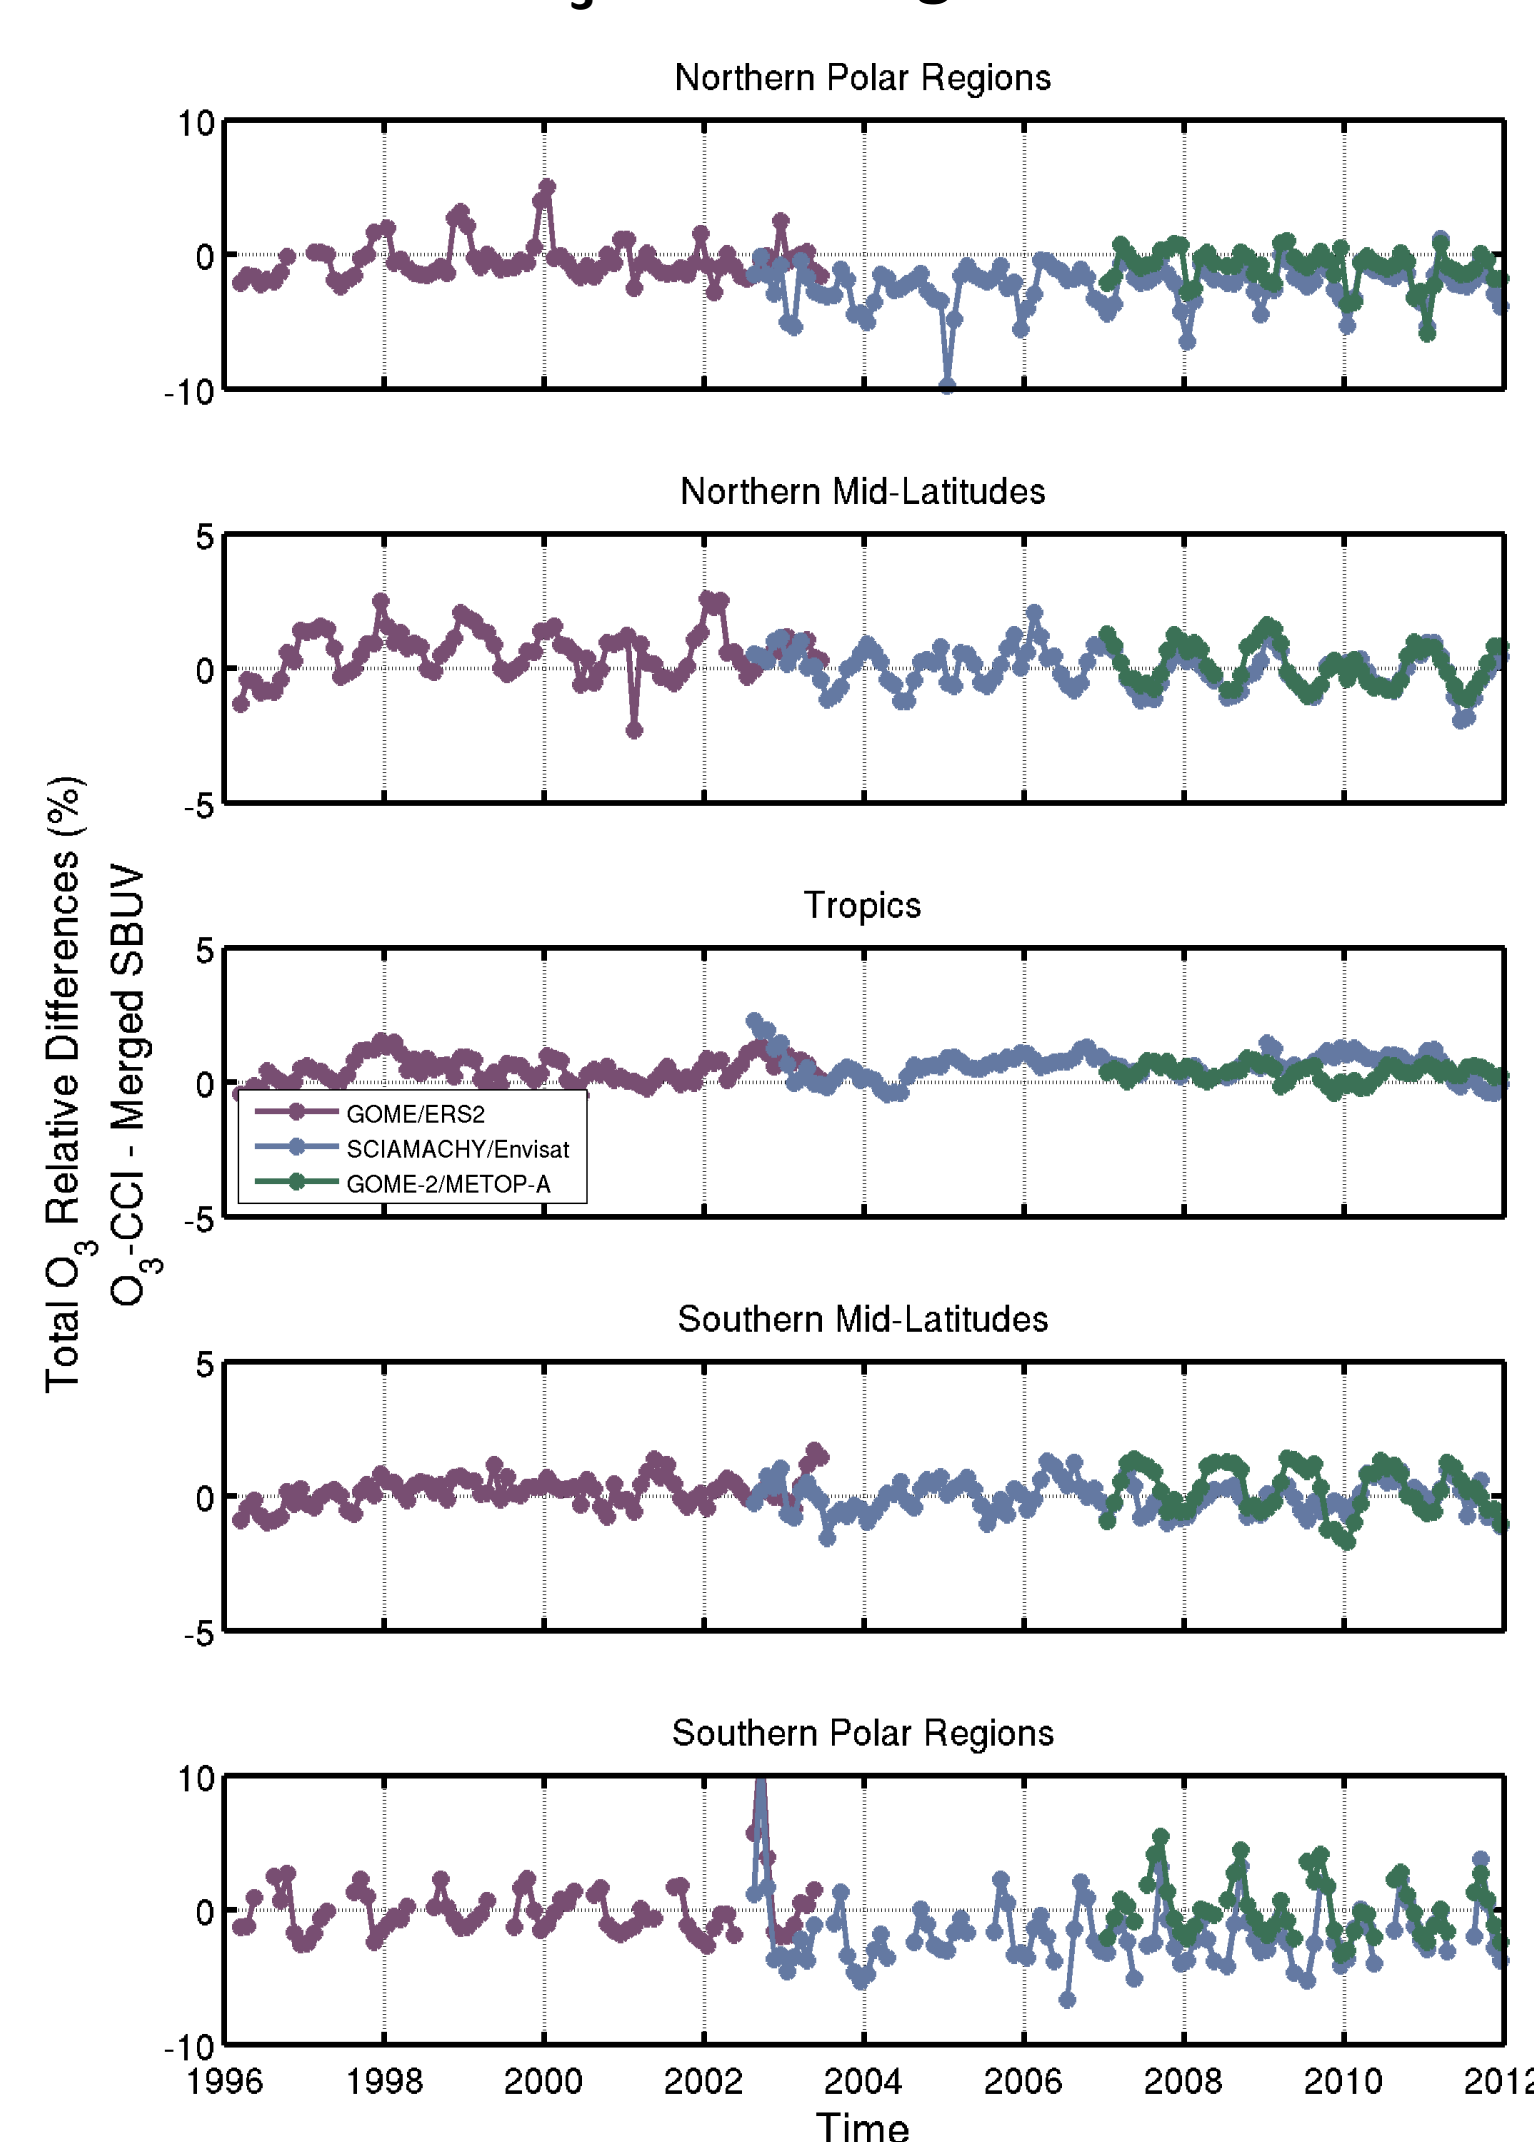 Northern Polar Regions
10
0
-10
Northern Mid-Latitudes
5
0
-5
Total O3 Relative Differences (%)
O3-CCI - Merged SBUV
Tropics
5
0
-5
GOME/ERS2
SCIAMACHY/Envisat
GOME-2/METOP-A
Southern Mid-Latitudes
5
0
-5
Southern Polar Regions
10
0
-10
1996 1998 2000 2002 2004 2006 2008 2010 2012
Time